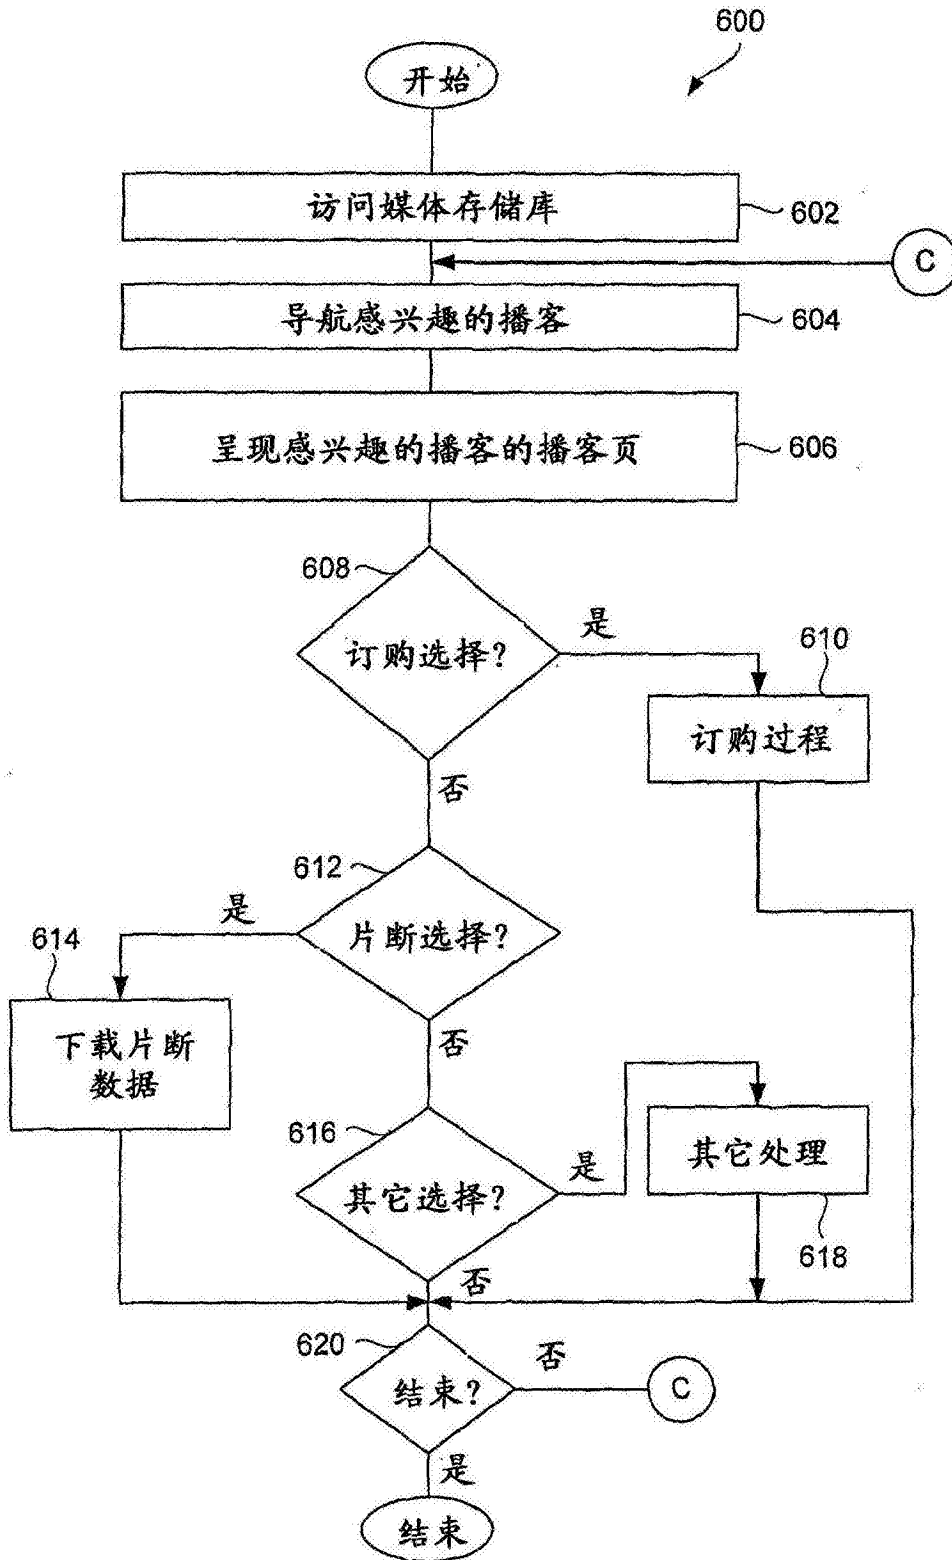 600
开始
访问媒体存储库
602
C
导航感兴趣的播客
604
呈现感兴趣的播客的播客页
606
608
订购选择?
是
610
订购过程
否
612
片断选择?
是
614
下载片断
数据
否
616
其它选择?
是
其它处理
618
否
620
结束?
否
C
是
结束